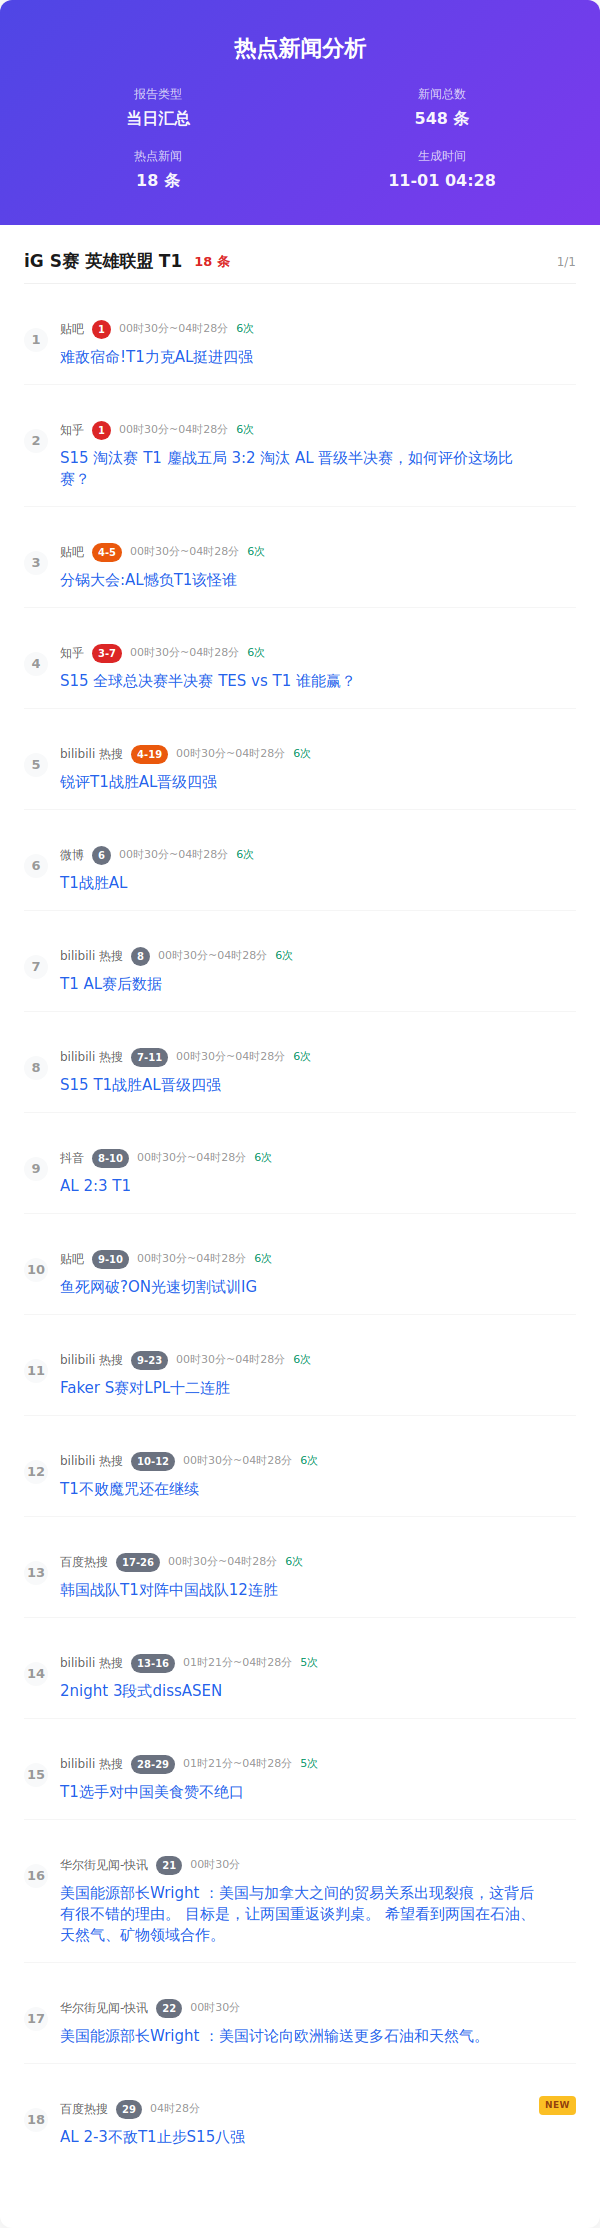 热点新闻分析
报告类型
当日汇总
新闻总数
548 条
热点新闻
18 条
生成时间
11-01 04:28
iG S赛 英雄联盟 T1 18 条 1/1
1
贴吧 1 00时30分~04时28分 6次
难敌宿命!T1力克AL挺进四强
2
知乎 1 00时30分~04时28分 6次
S15 淘汰赛 T1 鏖战五局 3:2 淘汰 AL 晋级半决赛，如何评价这场比
赛？
3
贴吧 4-5 00时30分~04时28分 6次
分锅大会:AL憾负T1该怪谁
4
知乎 3-7 00时30分~04时28分 6次
S15 全球总决赛半决赛 TES vs T1 谁能赢？
5
bilibili 热搜 4-19 00时30分~04时28分 6次
锐评T1战胜AL晋级四强
6
微博 6 00时30分~04时28分 6次
T1战胜AL
7
bilibili 热搜 8 00时30分~04时28分 6次
T1 AL赛后数据
8
bilibili 热搜 7-11 00时30分~04时28分 6次
S15 T1战胜AL晋级四强
9
抖音 8-10 00时30分~04时28分 6次
AL 2:3 T1
10
贴吧 9-10 00时30分~04时28分 6次
鱼死网破?ON光速切割试训IG
11
bilibili 热搜 9-23 00时30分~04时28分 6次
Faker S赛对LPL十二连胜
12
bilibili 热搜 10-12 00时30分~04时28分 6次
T1不败魔咒还在继续
13
百度热搜 17-26 00时30分~04时28分 6次
韩国战队T1对阵中国战队12连胜
14
bilibili 热搜 13-16 01时21分~04时28分 5次
2night 3段式dissASEN
15
bilibili 热搜 28-29 01时21分~04时28分 5次
T1选手对中国美食赞不绝口
16
华尔街见闻-快讯 21 00时30分
美国能源部长Wright ：美国与加拿大之间的贸易关系出现裂痕，这背后
有很不错的理由。 目标是，让两国重返谈判桌。 希望看到两国在石油、
天然气、矿物领域合作。
17
华尔街见闻-快讯 22 00时30分
美国能源部长Wright ：美国讨论向欧洲输送更多石油和天然气。
18
百度热搜 29 04时28分 NEW
AL 2-3不敌T1止步S15八强